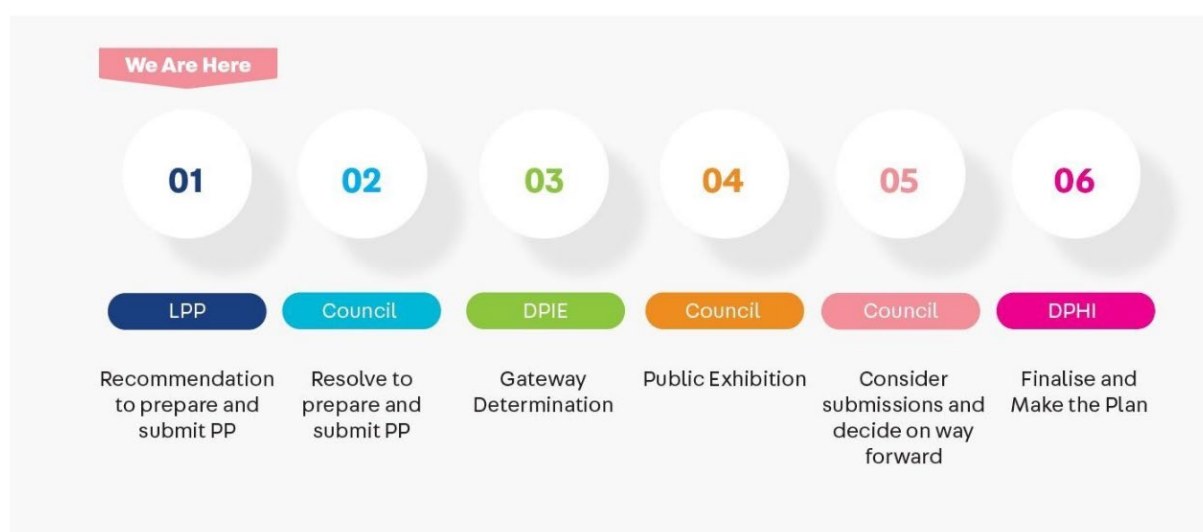 We Are Here
01
02
03
04
05
06
LPP
Council
DPIE
Council
Council
DPHI
Recommendation
to prepare and
submit PP
Resolve to
prepare and
submit PP
Gateway
Determination
Public Exhibition
Consider
submissions and
decide on way
forward
Finalise and
Make the Plan